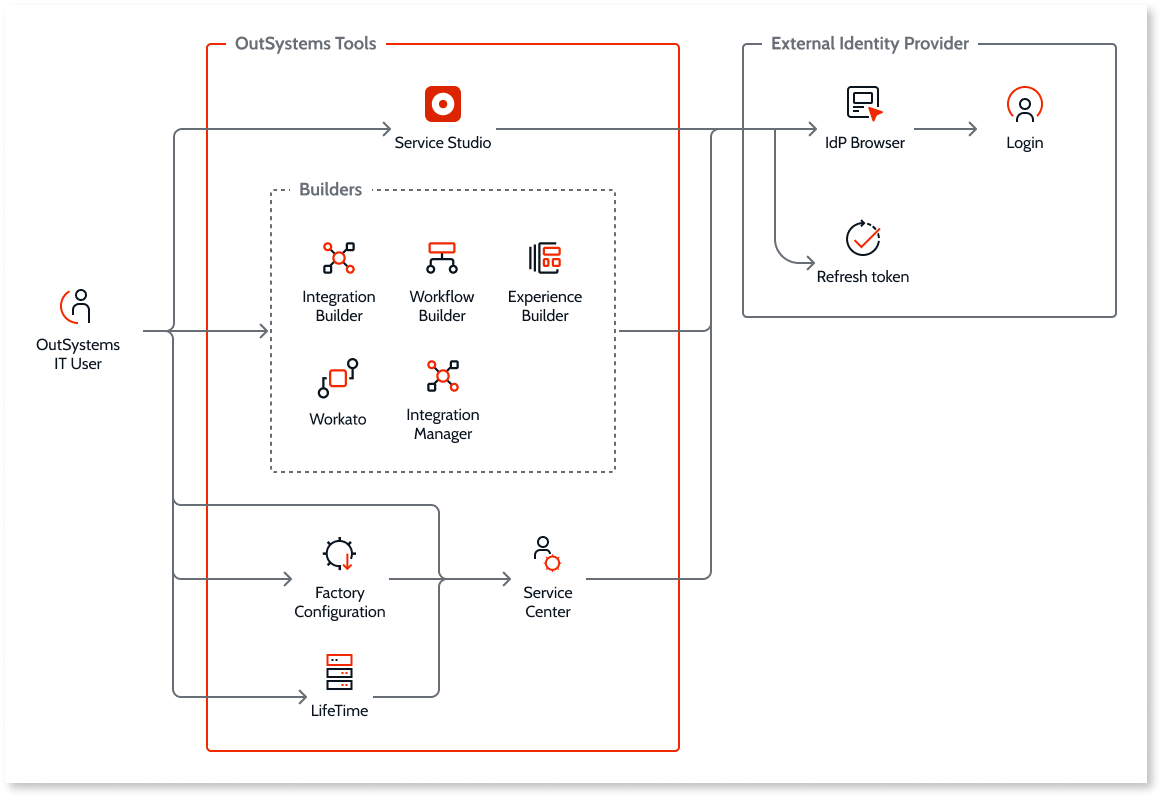 OutSystems Tools
External Identity Provider
Service Studio
IdP Browser
Login
Builders
Integration
Builder
Workflow
Builder
Experience
Builder
Refresh token
OutSystems
IT User
Workato
Integration
Manager
Factory
Configuration
Service
Center
LifeTime